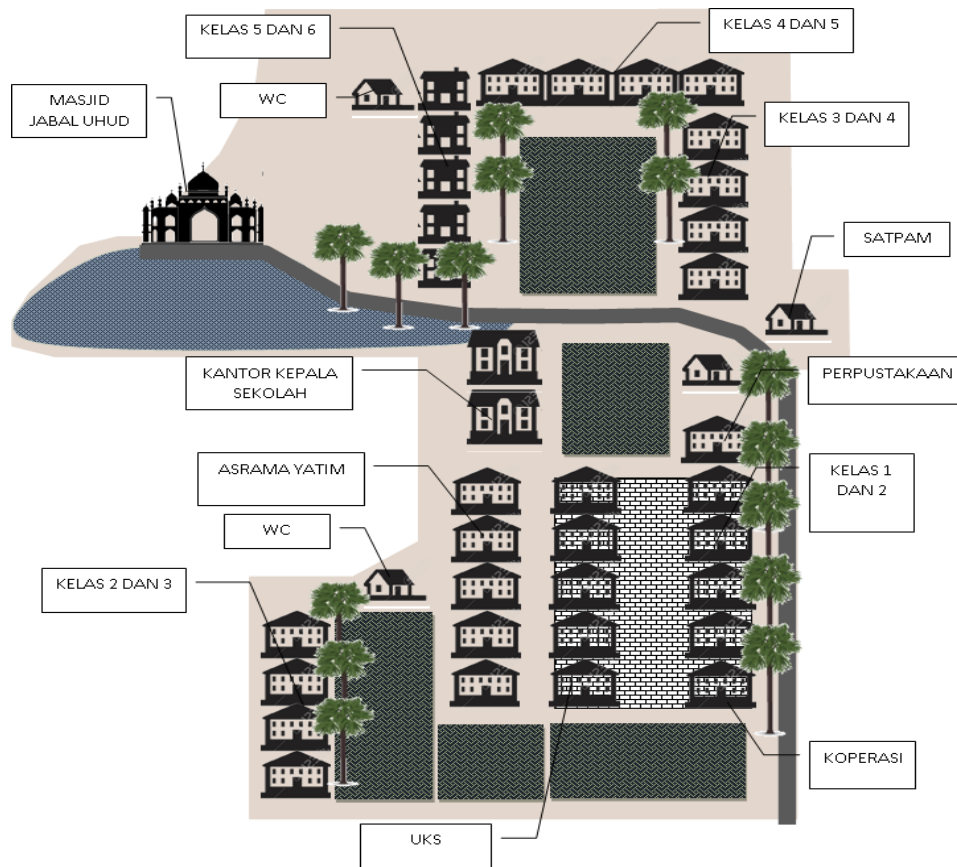 KELAS 5 DAN 6
KELAS 4 DAN 5
WC
MASJID
JABAL UHUD
KELAS 3 DAN 4
SATPAM
KANTOR KEPALA
SEKOLAH
PERPUSTAKAAN
ASRAMA YATIM
KELAS 1
DAN 2
WC
KELAS 2 DAN 3
KOPERASI
UKS